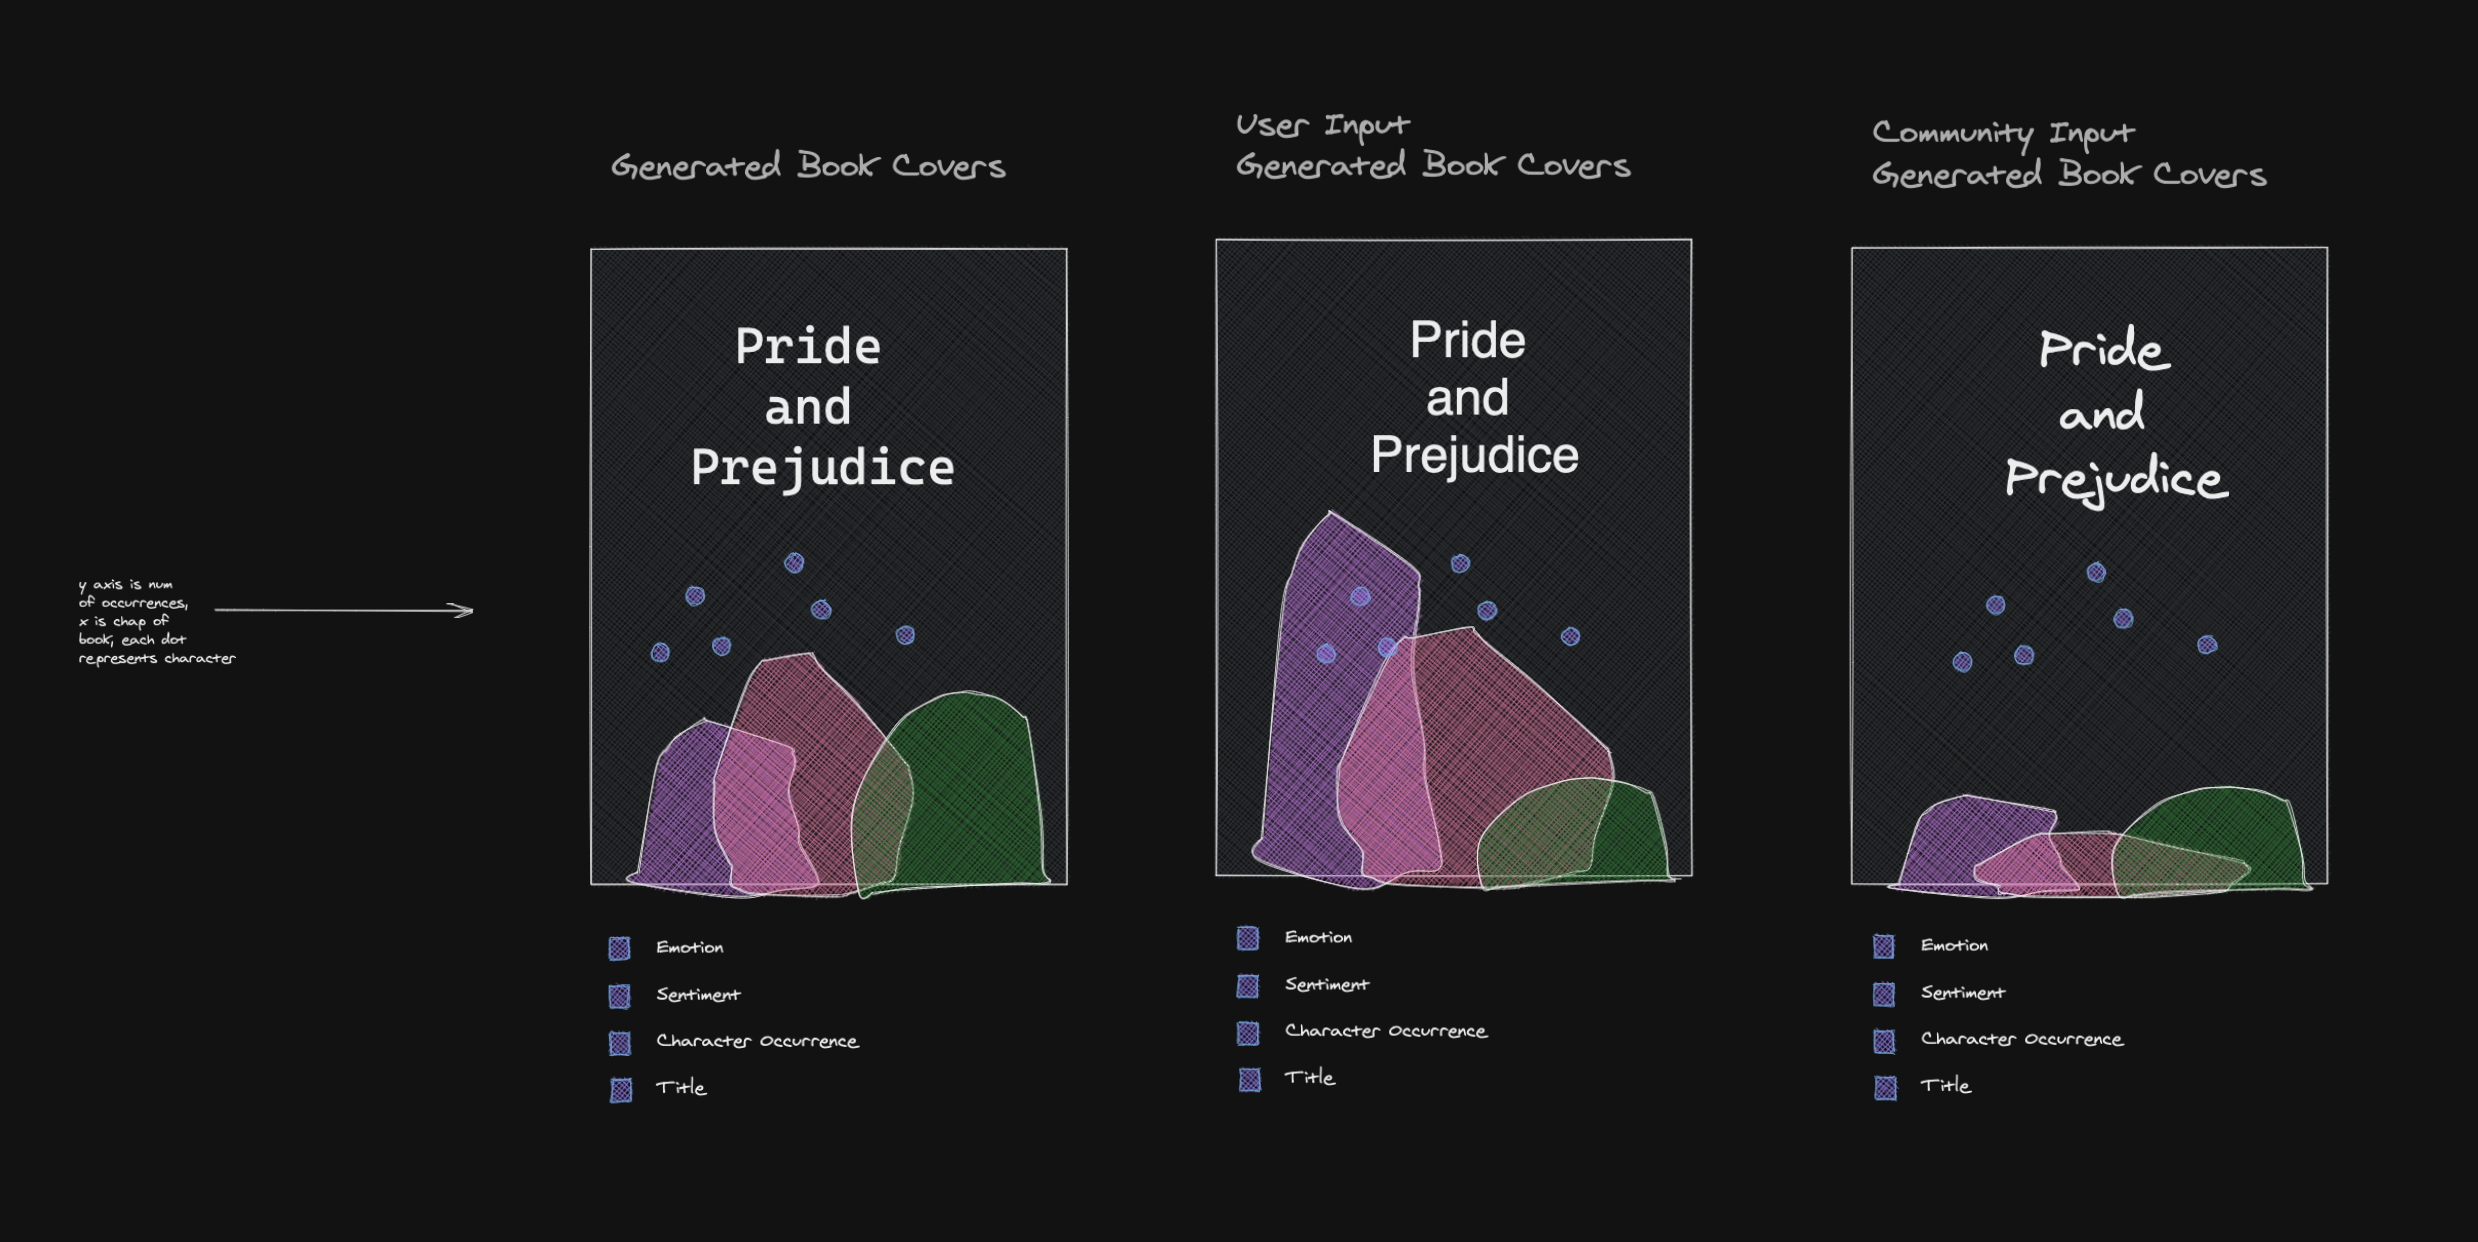 y axis is num
of occurrences,
x is chap of
book, each dot
represents character
Generated Book Covers
Pride
and
Prejudice
Emotion
Sentiment
Character Occurrence
Title
User Input
Generated Book Covers
Pride
and
Prejudice
Emotion
Sentiment
Character Occurrence
Title
Community Input
Generated Book Covers
Pride
and
Prejudice
Emotion
Sentiment
Character Occurrence
Title